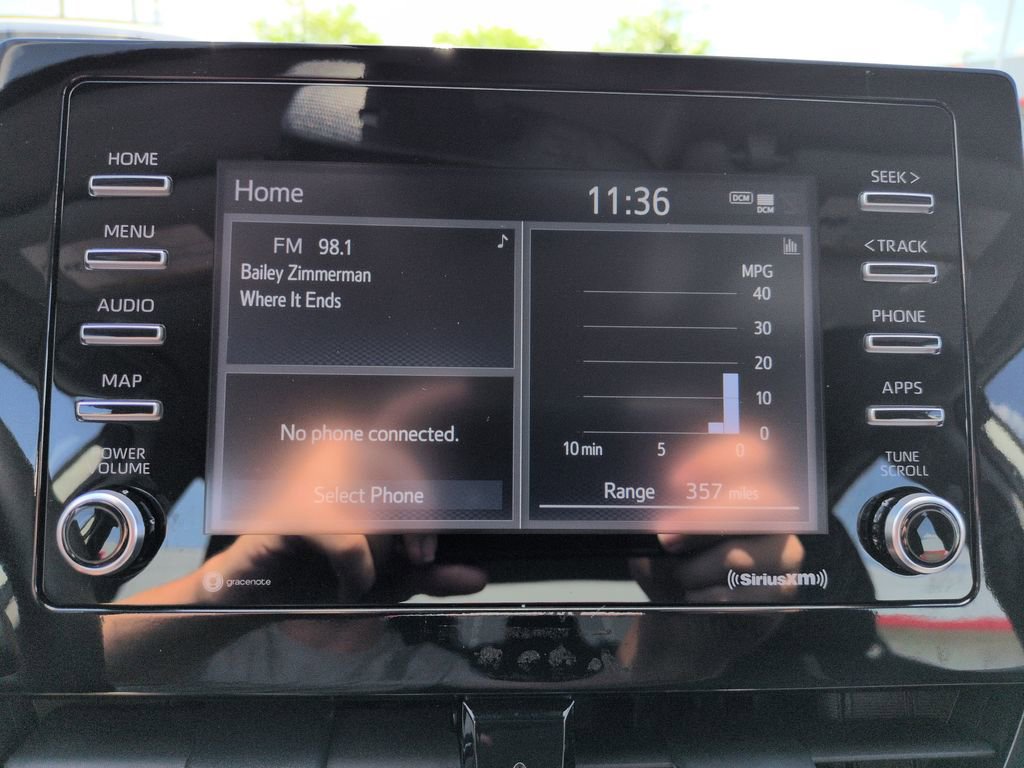 HOME
MENU
AUDIO
MAP
OWER
VOLUME
Home
11:36
DCM
DCM
FM 98.1
Bailey Zimmerman
Where It Ends
No phone connected.
Select Phone
MPG
40
30
20
10
0
10 min 5 0
Range 357 miles
SEEK >
< TRACK
PHONE
APPS
TUNE
SCROLL
gracenote
((SiriusXM))